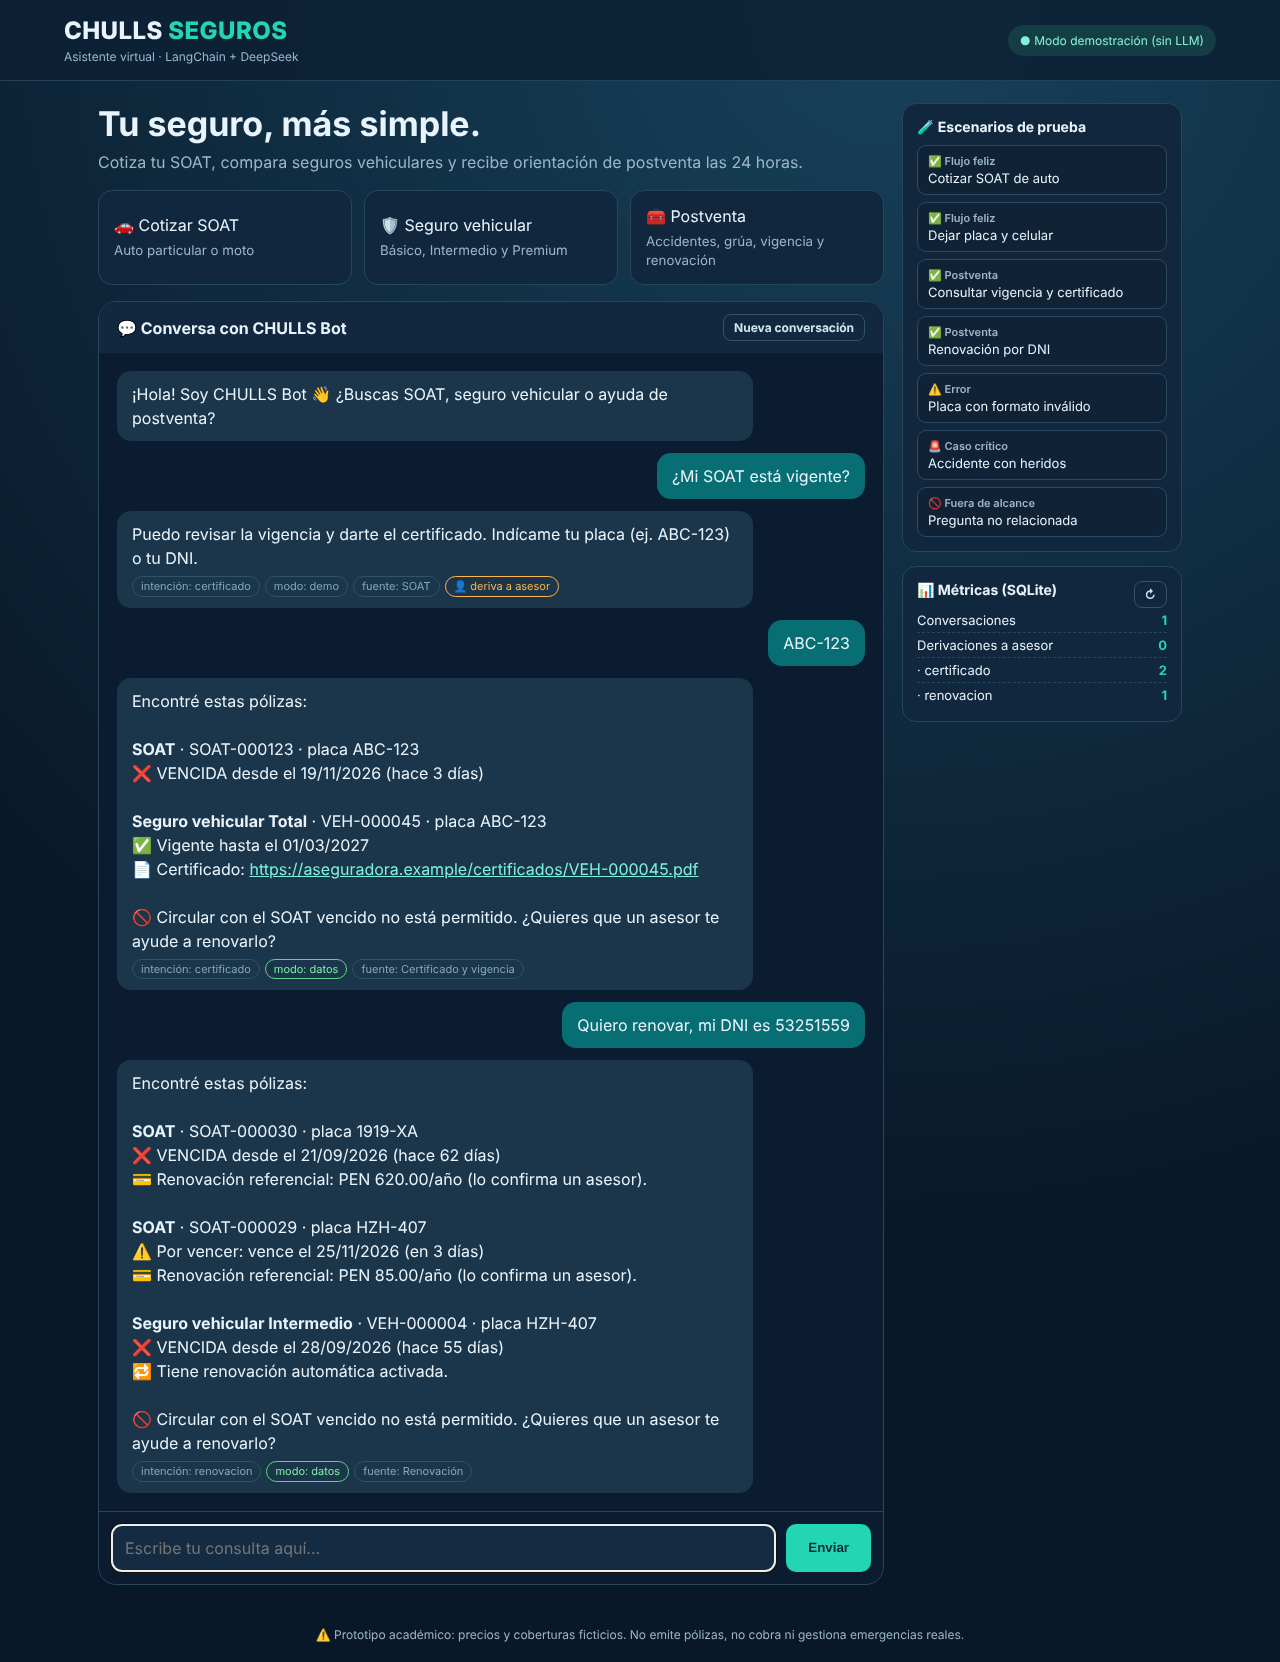 CHULLS SEGUROS
Asistente virtual · LangChain + DeepSeek
● Modo demostración (sin LLM)
Tu seguro, más simple.
Cotiza tu SOAT, compara seguros vehiculares y recibe orientación de postventa las 24 horas.
🚗 Cotizar SOAT
Auto particular o moto
🛡️ Seguro vehicular
Básico, Intermedio y Premium
🧰 Postventa
Accidentes, grúa, vigencia y
renovación
💬 Conversa con CHULLS Bot
Nueva conversación
¡Hola! Soy CHULLS Bot 👋 ¿Buscas SOAT, seguro vehicular o ayuda de
postventa?
¿Mi SOAT está vigente?
Puedo revisar la vigencia y darte el certificado. Indícame tu placa (ej. ABC-123)
o tu DNI.
intención: certificado
modo: demo
fuente: SOAT
👤 deriva a asesor
ABC-123
Encontré estas pólizas:
SOAT · SOAT-000123 · placa ABC-123
❌ VENCIDA desde el 19/11/2026 (hace 3 días)
Seguro vehicular Total · VEH-000045 · placa ABC-123
✅ Vigente hasta el 01/03/2027
📄 Certificado: https://aseguradora.example/certificados/VEH-000045.pdf
🚫 Circular con el SOAT vencido no está permitido. ¿Quieres que un asesor te
ayude a renovarlo?
intención: certificado
modo: datos
fuente: Certificado y vigencia
Quiero renovar, mi DNI es 53251559
Encontré estas pólizas:
SOAT · SOAT-000030 · placa 1919-XA
❌ VENCIDA desde el 21/09/2026 (hace 62 días)
💳 Renovación referencial: PEN 620.00/año (lo confirma un asesor).
SOAT · SOAT-000029 · placa HZH-407
⚠️ Por vencer: vence el 25/11/2026 (en 3 días)
💳 Renovación referencial: PEN 85.00/año (lo confirma un asesor).
Seguro vehicular Intermedio · VEH-000004 · placa HZH-407
❌ VENCIDA desde el 28/09/2026 (hace 55 días)
🔁 Tiene renovación automática activada.
🚫 Circular con el SOAT vencido no está permitido. ¿Quieres que un asesor te
ayude a renovarlo?
intención: renovacion
modo: datos
fuente: Renovación
Escribe tu consulta aquí...
Enviar
🧪 Escenarios de prueba
✅ Flujo feliz
Cotizar SOAT de auto
✅ Flujo feliz
Dejar placa y celular
✅ Postventa
Consultar vigencia y certificado
✅ Postventa
Renovación por DNI
⚠️ Error
Placa con formato inválido
🚨 Caso crítico
Accidente con heridos
🚫 Fuera de alcance
Pregunta no relacionada
📊 Métricas (SQLite)
↻
Conversaciones 1
Derivaciones a asesor 0
· certificado 2
· renovacion 1
⚠️ Prototipo académico: precios y coberturas ficticios. No emite pólizas, no cobra ni gestiona emergencias reales.